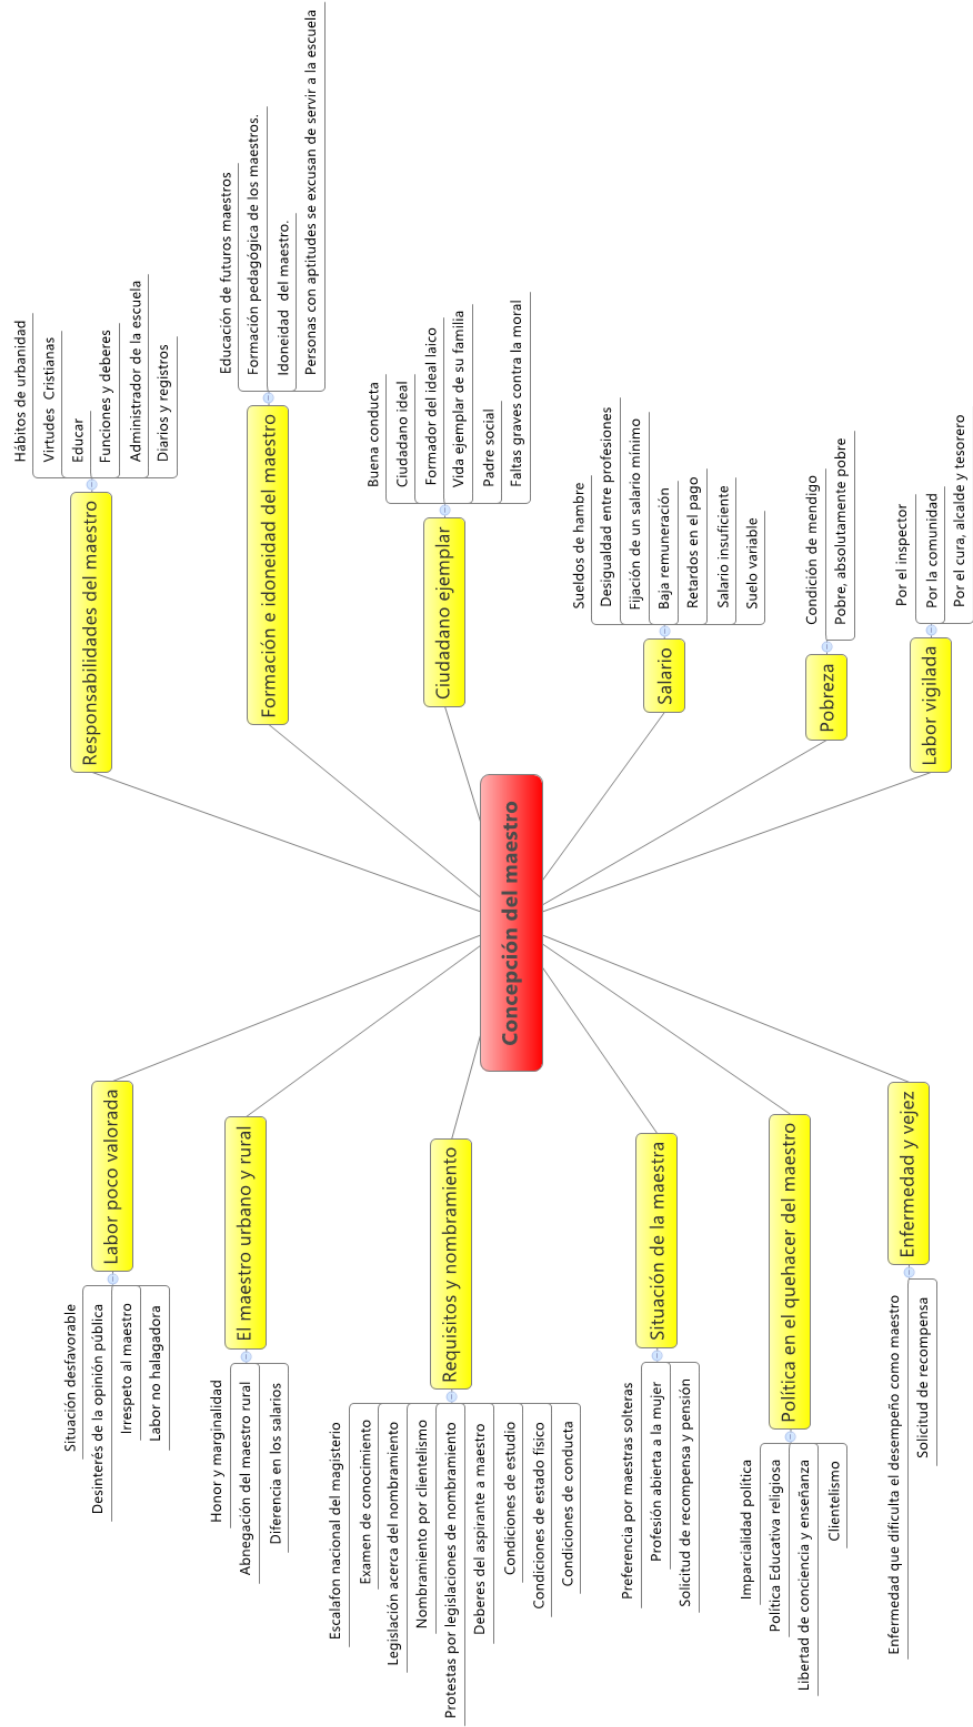 Concepción del maestro
Responsabilidades del maestro
Hábitos de urbanidad
Virtudes Cristianas
Educar
Funciones y deberes
Administrador de la escuela
Diarios y registros
Formación e idoneidad del maestro
Educación de futuros maestros
Formación pedagógica de los maestros.
Idoneidad del maestro.
Personas con aptitudes se excusan de servir a la escuela
Ciudadano ejemplar
Buena conducta
Ciudadano ideal
Formador del ideal laico
Vida ejemplar de su familia
Padre social
Faltas graves contra la moral
Salario
Sueldos de hambre
Desigualdad entre profesiones
Fijación de un salario mínimo
Baja remuneración
Retardos en el pago
Salario insuficiente
Suelo variable
Pobreza
Condición de mendigo
Pobre, absolutamente pobre
Labor vigilada
Por el inspector
Por la comunidad
Por el cura, alcalde y tesorero
Labor poco valorada
Situación desfavorable
Desinterés de la opinión pública
Irrespeto al maestro
Labor no halagadora
El maestro urbano y rural
Honor y marginalidad
Abnegación del maestro rural
Diferencia en los salarios
Requisitos y nombramiento
Escalafon nacional del magisterio
Examen de conocimiento
Legislación acerca del nombramiento
Nombramiento por clientelismo
Protestas por legislaciones de nombramiento
Deberes del aspirante a maestro
Condiciones de estudio
Condiciones de estado físico
Condiciones de conducta
Situación de la maestra
Preferencia por maestras solteras
Profesión abierta a la mujer
Solicitud de recompensa y pensión
Política en el quehacer del maestro
Imparcialidad política
Política Educativa religiosa
Libertad de conciencia y enseñanza
Clientelismo
Enfermedad y vejez
Enfermedad que dificulta el desempeño como maestro
Solicitud de recompensa